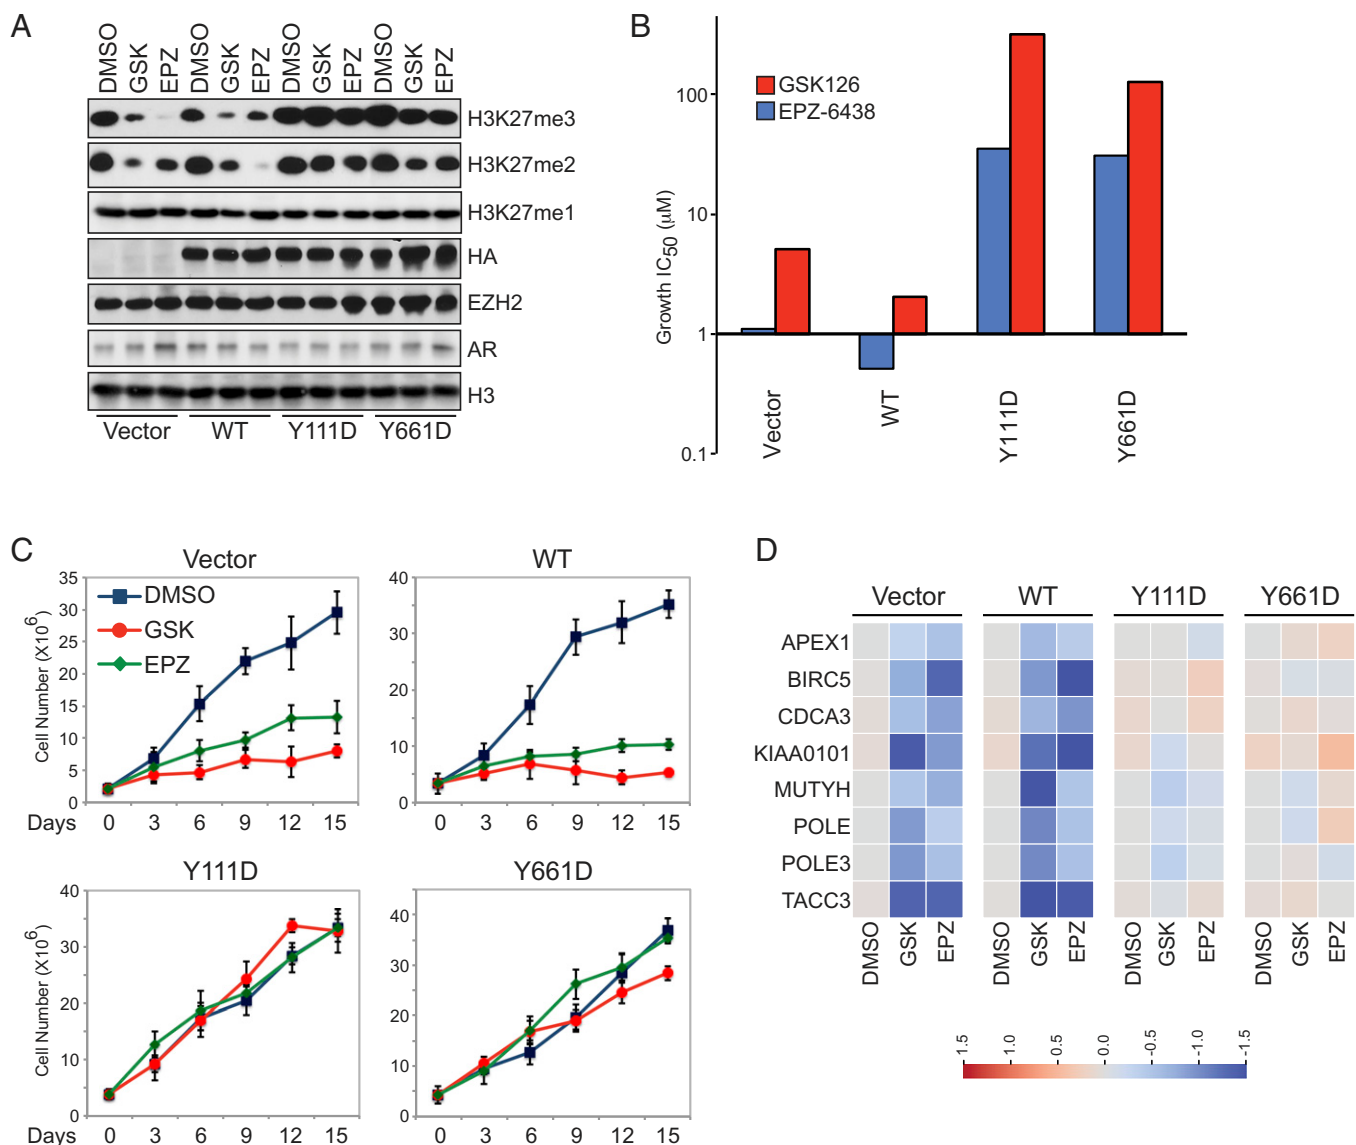 A
DMSO GSK EPZ DMSO GSK EPZ DMSO GSK EPZ DMSO GSK EPZ
H3K27me3
H3K27me2
H3K27me1
HA
EZH2
AR
H3
Vector WT Y111D Y661D
B
GSK126
EPZ-6438
Growth IC50 (µM)
100
10
1
0.1
Vector WT Y111D Y661D
C
Vector
DMSO
GSK
EPZ
Cell Number (X10^6)
35
30
25
20
15
10
5
0
Days 0 3 6 9 12 15
WT
40
30
20
10
0
0 3 6 9 12 15
Y111D
Cell Number (X10^6)
40
30
20
10
0
Days 0 3 6 9 12 15
Y661D
40
30
20
10
0
0 3 6 9 12 15
D
Vector WT Y111D Y661D
APEX1
BIRC5
CDCA3
KIAA0101
MUTYH
POLE
POLE3
TACC3
DMSO GSK EPZ DMSO GSK EPZ DMSO GSK EPZ DMSO GSK EPZ
1.5 1.0 0.5 -0.0 -0.5 -1.0 -1.5